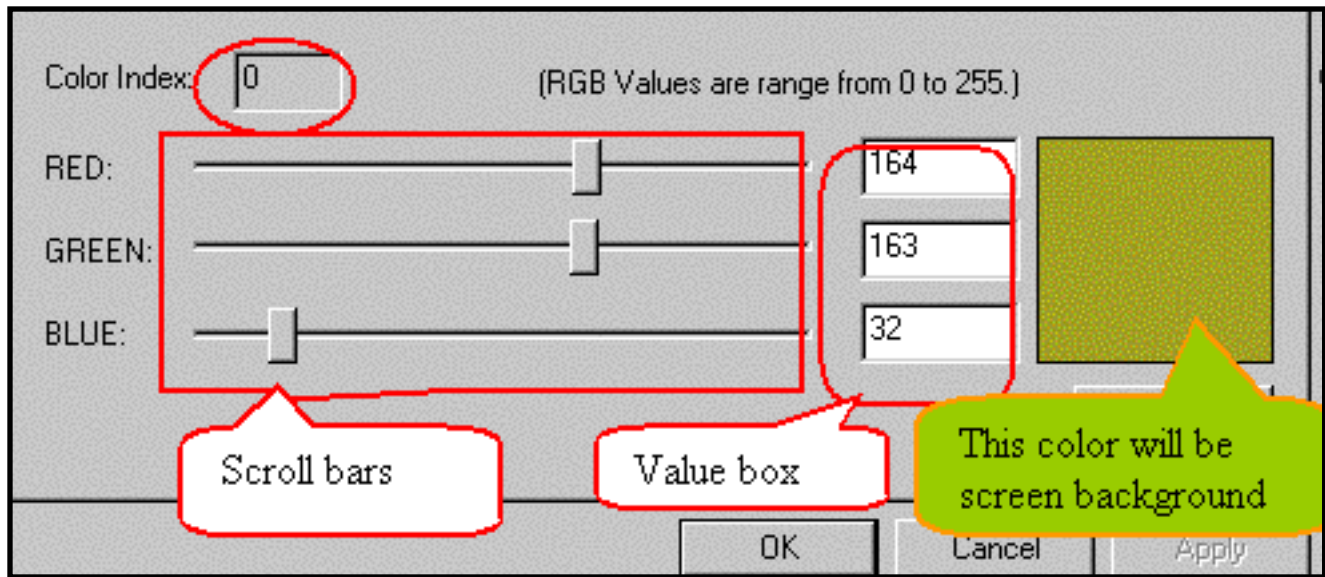 Color Index: 0 (RGB Values are range from 0 to 255.)
RED: 164
GREEN: 163
BLUE: 32
Scroll bars
Value box
This color will be
screen background
OK Cancel Apply